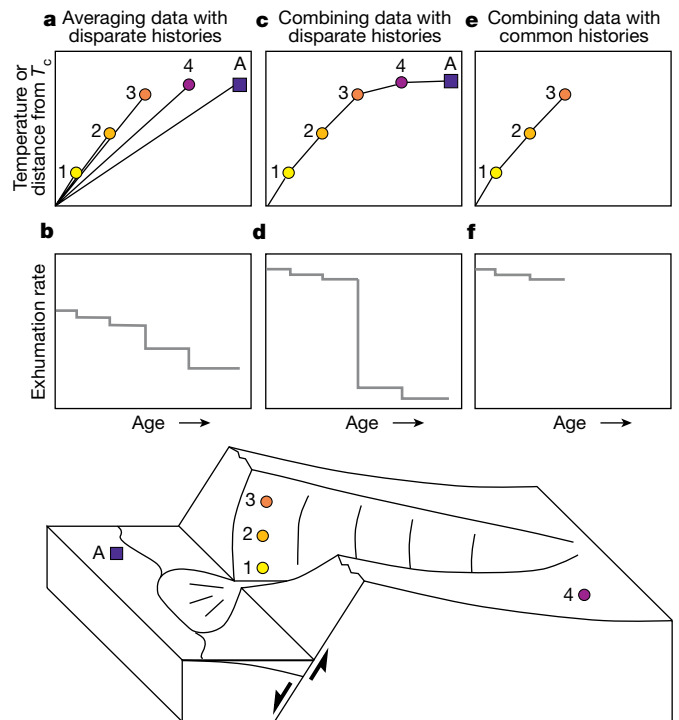 a Averaging data with disparate histories
c Combining data with disparate histories
e Combining data with common histories
Temperature or
distance from Tc
1
2
3
4
A
1
2
3
4
A
1
2
3
b
d
f
Exhumation rate
Age
Age
Age
3
2
1
A
4